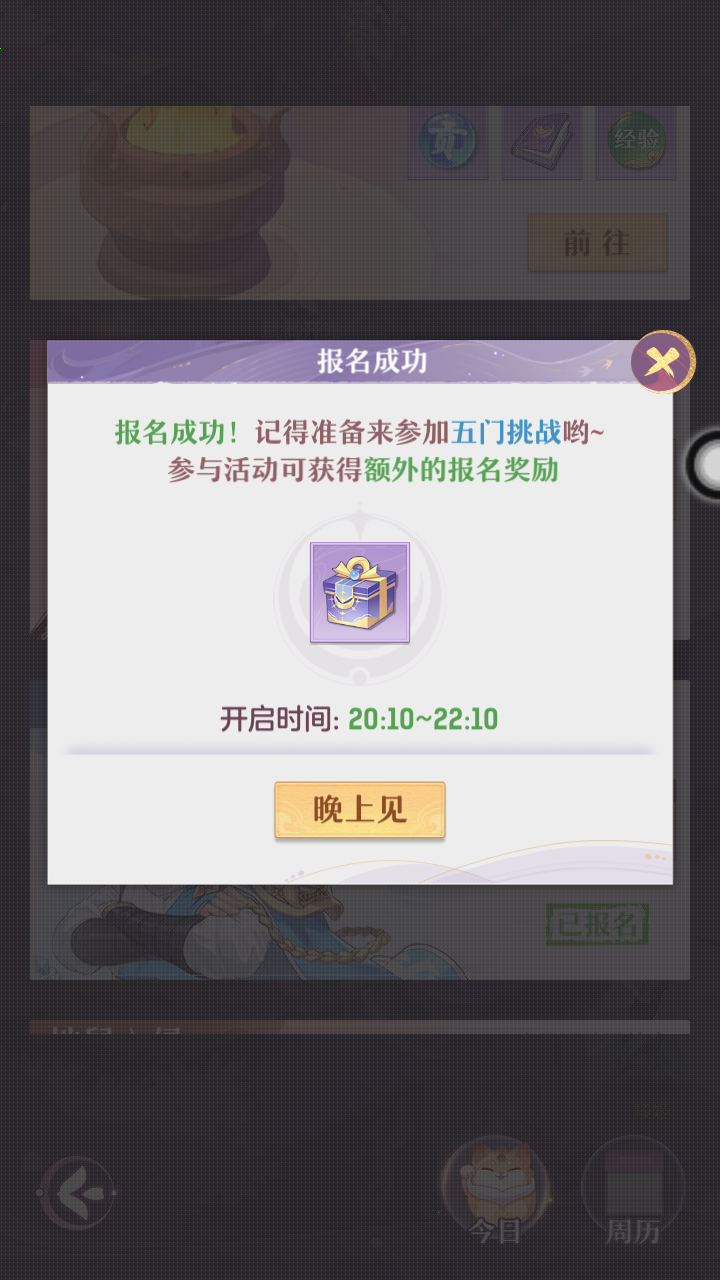 贡
经验
前往
报名成功
报名成功！记得准备来参加五门挑战哟~
参与活动可获得额外的报名奖励
开启时间: 20:10~22:10
晚上见
已报名
今日
周历